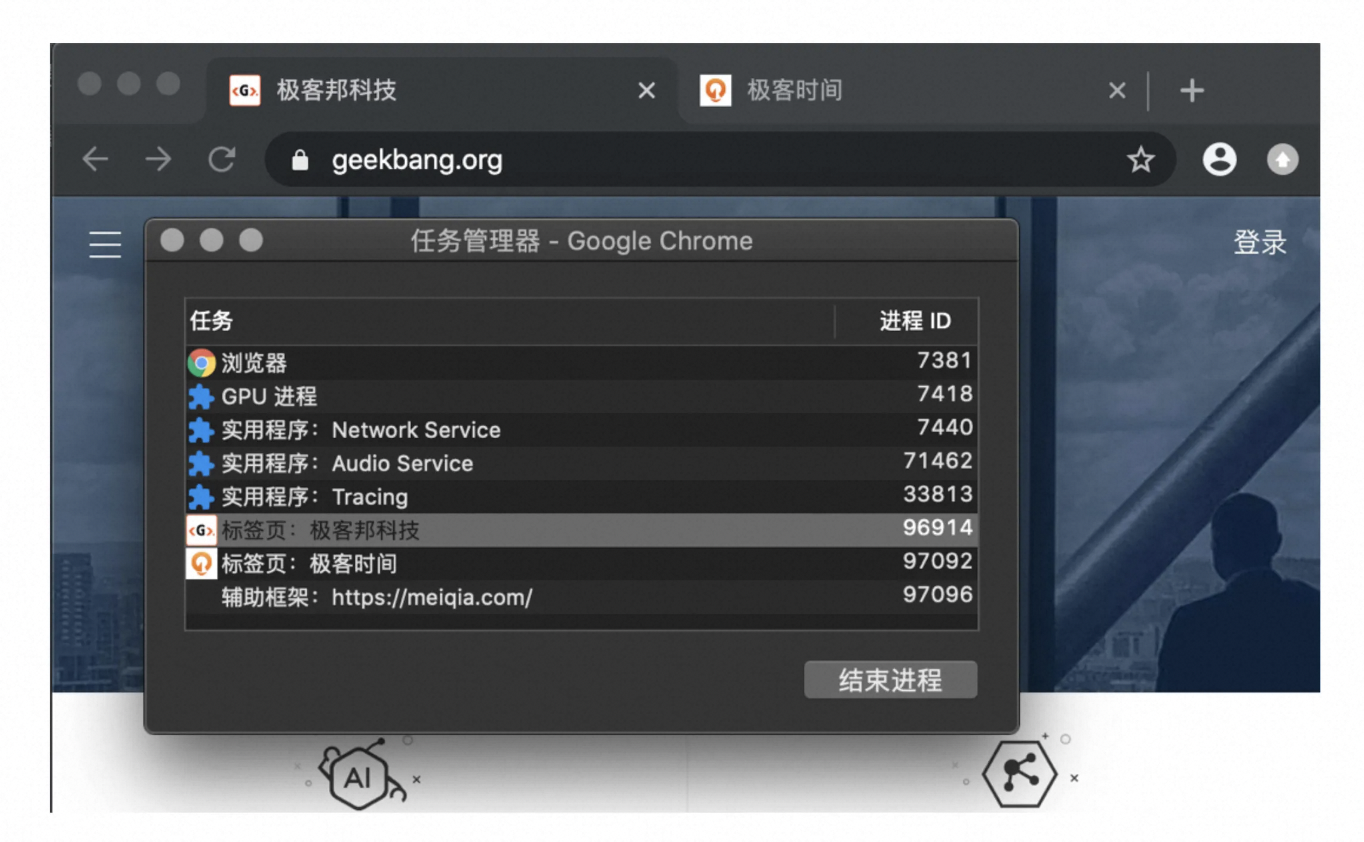 极客邦科技
极客时间
geekbang.org
登录
任务管理器 - Google Chrome
任务 进程 ID
浏览器 7381
GPU 进程 7418
实用程序：Network Service 7440
实用程序：Audio Service 71462
实用程序：Tracing 33813
标签页：极客邦科技 96914
标签页：极客时间 97092
辅助框架：https://meiqia.com/ 97096
结束进程
AI